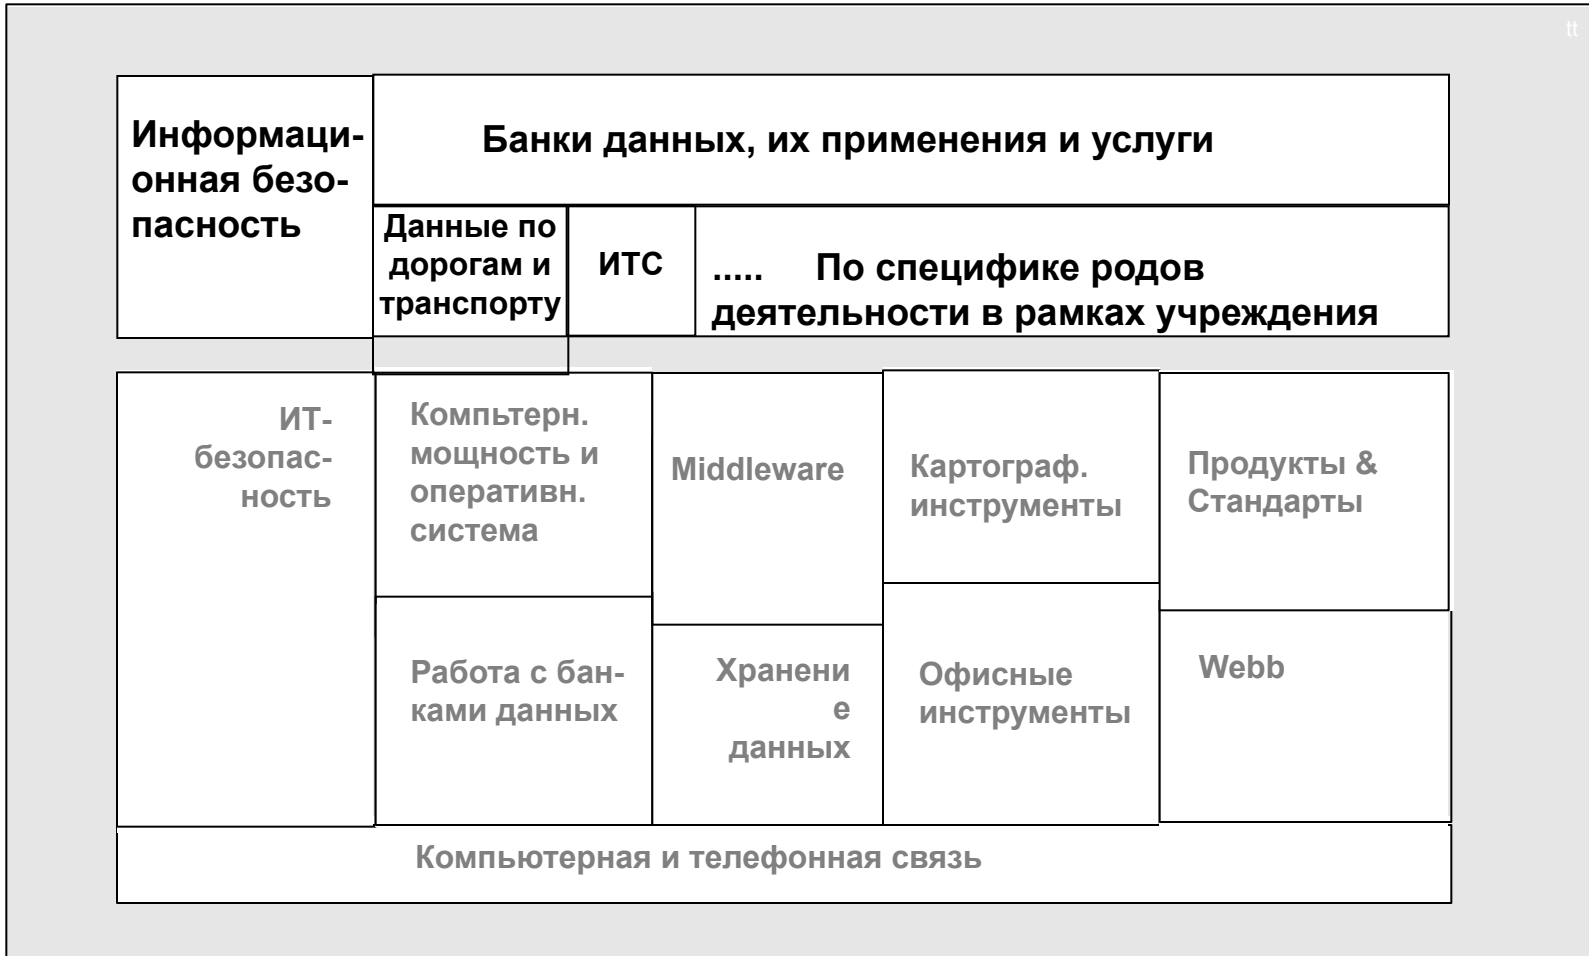 tt
Информаци-
онная безо-
пасность
Банки данных, их применения и услуги
Данные по
дорогам и
транспорту
ИТС
..... По специфике родов
деятельности в рамках учреждения
ИТ-
безопас-
ность
Компьтерн.
мощность и
оперативн.
система
Middleware
Картограф.
инструменты
Продукты &
Стандарты
Работа с бан-
ками данных
Хранени
е
данных
Офисные
инструменты
Webb
Компьютерная и телефонная связь